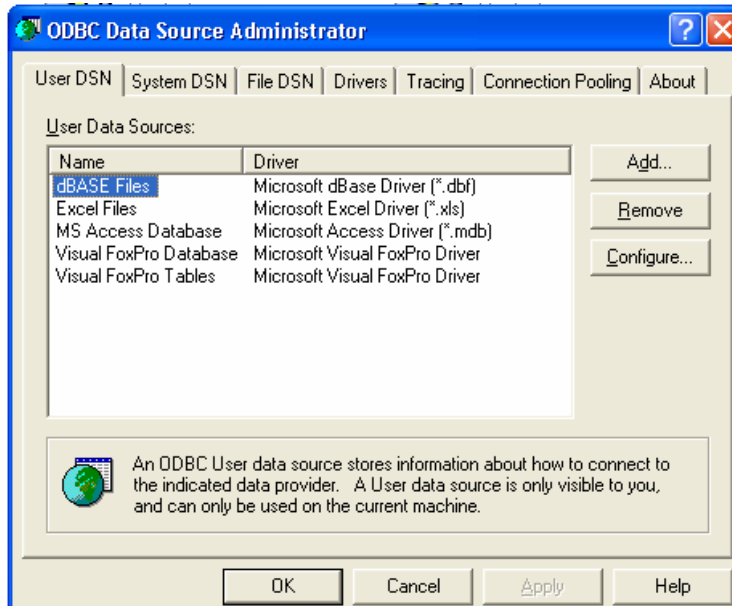 ODBC Data Source Administrator
User DSN System DSN File DSN Drivers Tracing Connection Pooling About
User Data Sources:
Name Driver
dBASE Files Microsoft dBase Driver (*.dbf)
Excel Files Microsoft Excel Driver (*.xls)
MS Access Database Microsoft Access Driver (*.mdb)
Visual FoxPro Database Microsoft Visual FoxPro Driver
Visual FoxPro Tables Microsoft Visual FoxPro Driver
Add...
Remove
Configure...
An ODBC User data source stores information about how to connect to
the indicated data provider. A User data source is only visible to you,
and can only be used on the current machine.
OK Cancel Apply Help